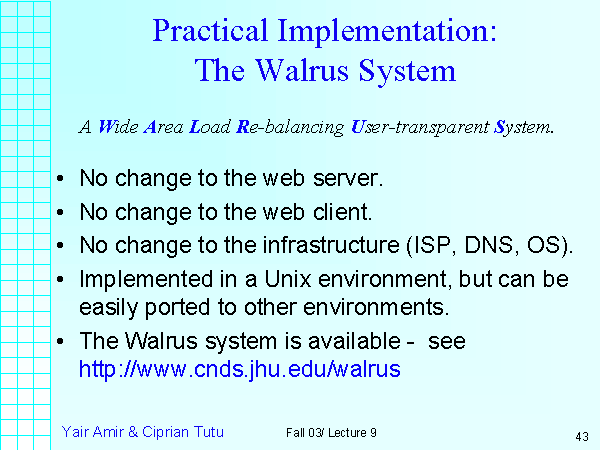 Practical Implementation:
The Walrus System
A Wide Area Load Re-balancing User-transparent System.
• No change to the web server.
• No change to the web client.
• No change to the infrastructure (ISP, DNS, OS).
• Implemented in a Unix environment, but can be
easily ported to other environments.
• The Walrus system is available - see
http://www.cnds.jhu.edu/walrus
Yair Amir & Ciprian Tutu Fall 03/ Lecture 9 43